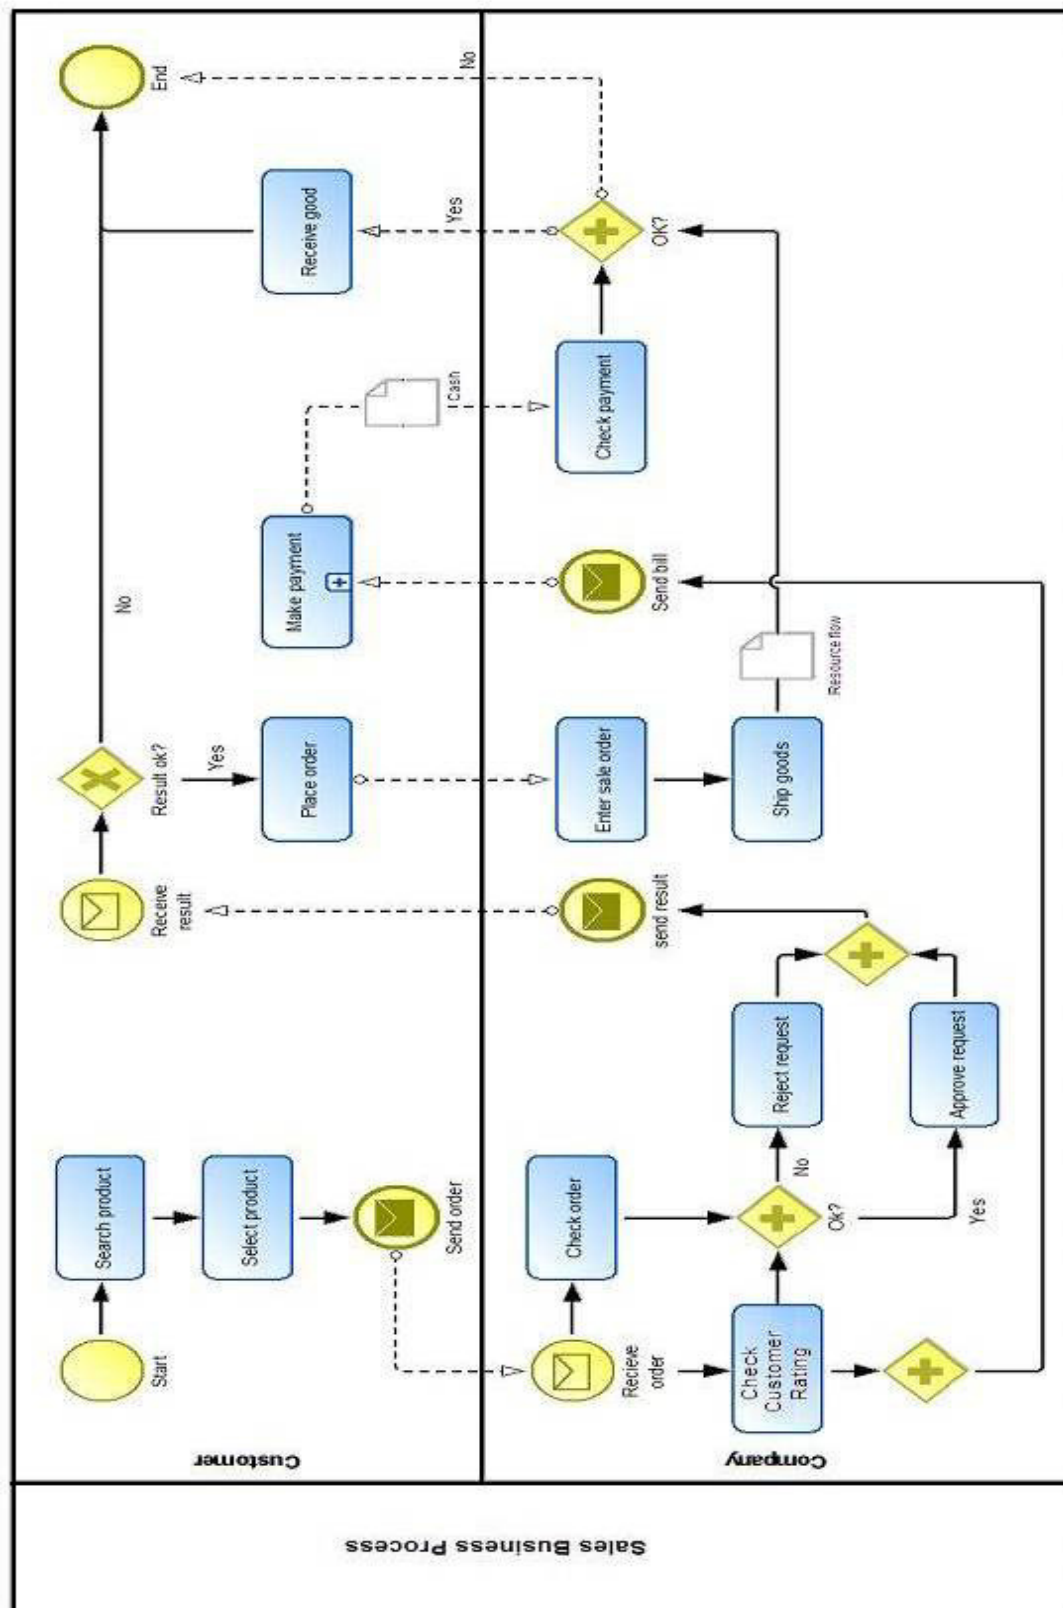 Sales Business Process
Customer
Start
Search product
Select product
Send order
Receive
result
Result ok?
No
Yes
Place order
Make payment
Cash
Receive good
End
Company
Recieve
order
Check order
Check
Customer
Rating
Ok?
No
Yes
Reject request
Approve request
send result
Enter sale order
Ship goods
Resource flow
Send bill
Check payment
OK?
Yes
No